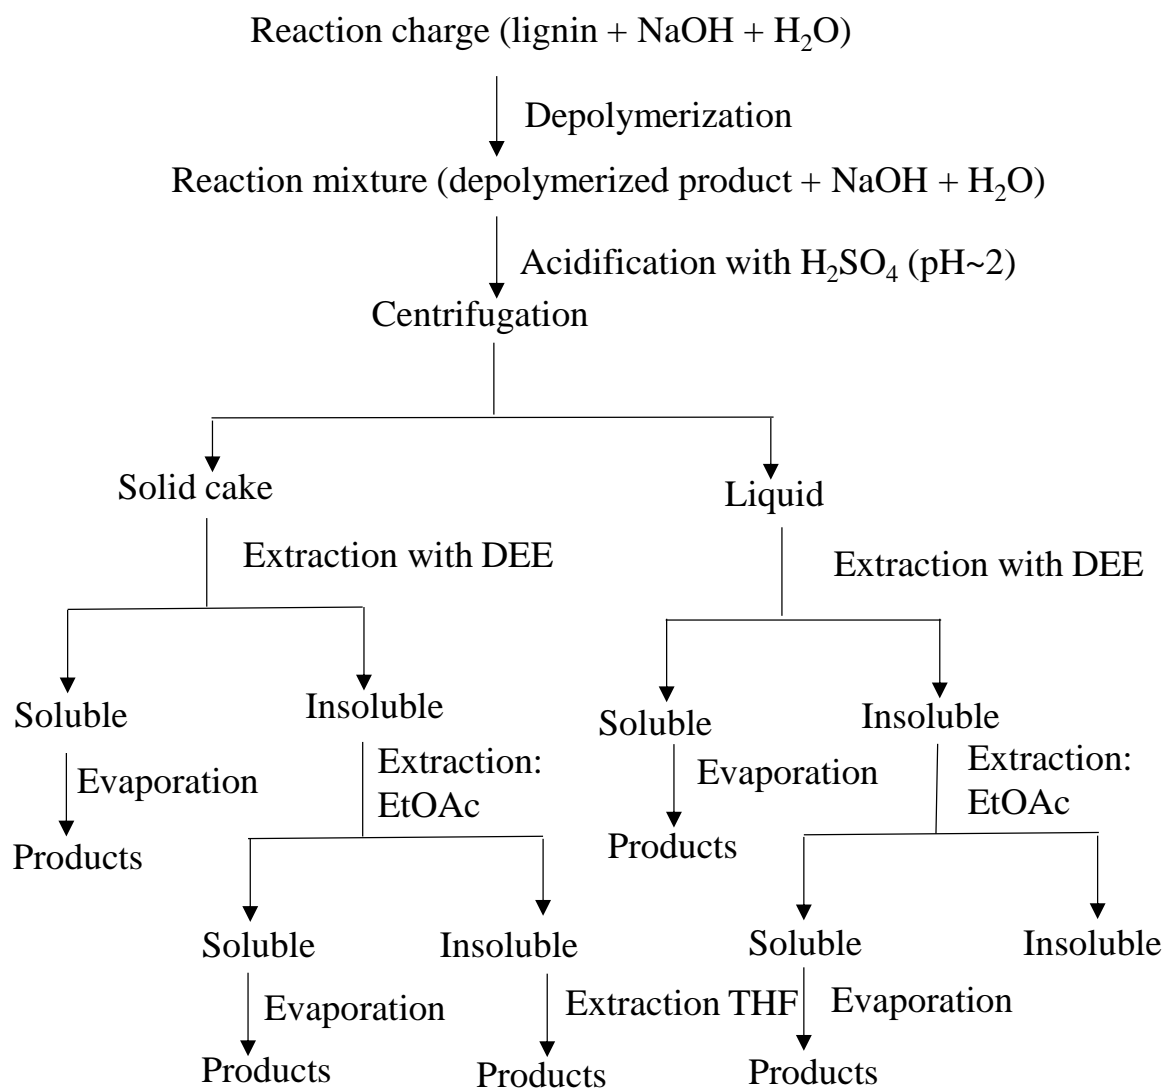 Reaction charge (lignin + NaOH + H₂O)
Depolymerization
Reaction mixture (depolymerized product + NaOH + H₂O)
Acidification with H₂SO₄ (pH~2)
Centrifugation
Solid cake
Liquid
Extraction with DEE
Extraction with DEE
Soluble
Insoluble
Soluble
Insoluble
Evaporation
Extraction:
EtOAc
Evaporation
Extraction:
EtOAc
Products
Products
Soluble
Insoluble
Soluble
Insoluble
Evaporation
Extraction THF
Evaporation
Products
Products
Products